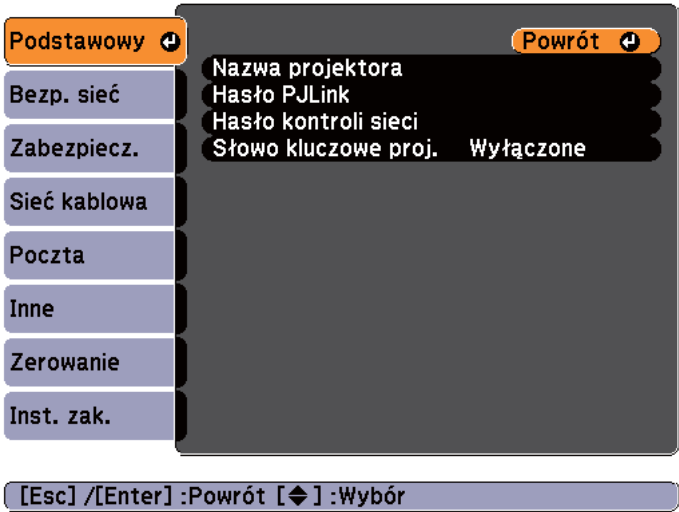 Podstawowy
Powrót
Nazwa projektora
Bezp. sieć
Hasło PJLink
Hasło kontroli sieci
Zabezpiecz.
Słowo kluczowe proj. Wyłączone
Sieć kablowa
Poczta
Inne
Zerowanie
Inst. zak.
[Esc] /[Enter] :Powrót [◆] :Wybór